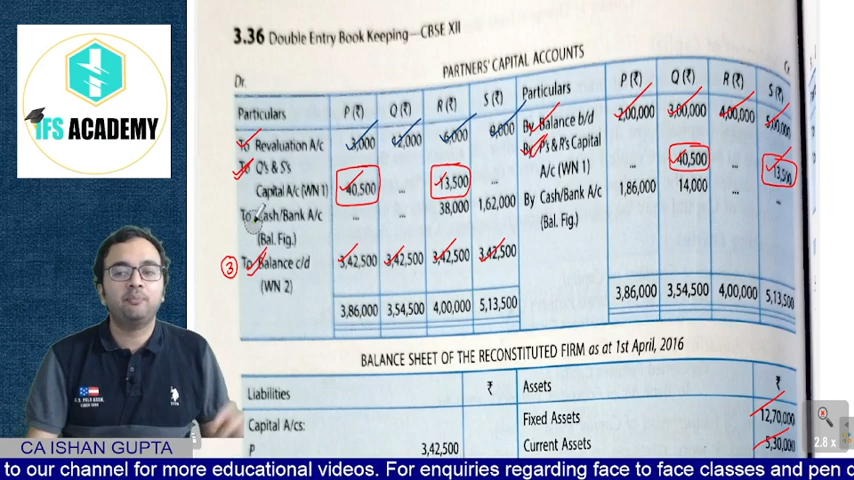 3.36 Double Entry Book Keeping—CBSE XII
PARTNERS' CAPITAL ACCOUNTS
Dr.
Particulars P (₹) Q (₹) R (₹) S (₹) Particulars P (₹) Q (₹) R (₹) S (₹)
To Revaluation A/c 3,000 12,000 6,000 9,000 By Balance b/d 2,00,000 3,00,000 4,00,000 5,00,000
To Q's & S's By P's & R's Capital
Capital A/c (WN 1) 40,500 ... 13,500 ... A/c (WN 1) ... 40,500 ... 13,500
To Cash/Bank A/c ... ... 38,000 1,62,000 By Cash/Bank A/c 1,86,000 14,000 ... ...
(Bal. Fig.) (Bal. Fig.)
③ To Balance c/d 3,42,500 3,42,500 3,42,500 3,42,500
(WN 2)
3,86,000 3,54,500 4,00,000 5,13,500 3,86,000 3,54,500 4,00,000 5,13,500
BALANCE SHEET OF THE RECONSTITUTED FIRM as at 1st April, 2016
Liabilities ₹ Assets ₹
Capital A/cs: Fixed Assets 12,70,000
P 3,42,500 Current Assets 5,30,000
IFS ACADEMY
2.8 x
CA ISHAN GUPTA
to our channel for more educational videos. For enquiries regarding face to face classes and pen d